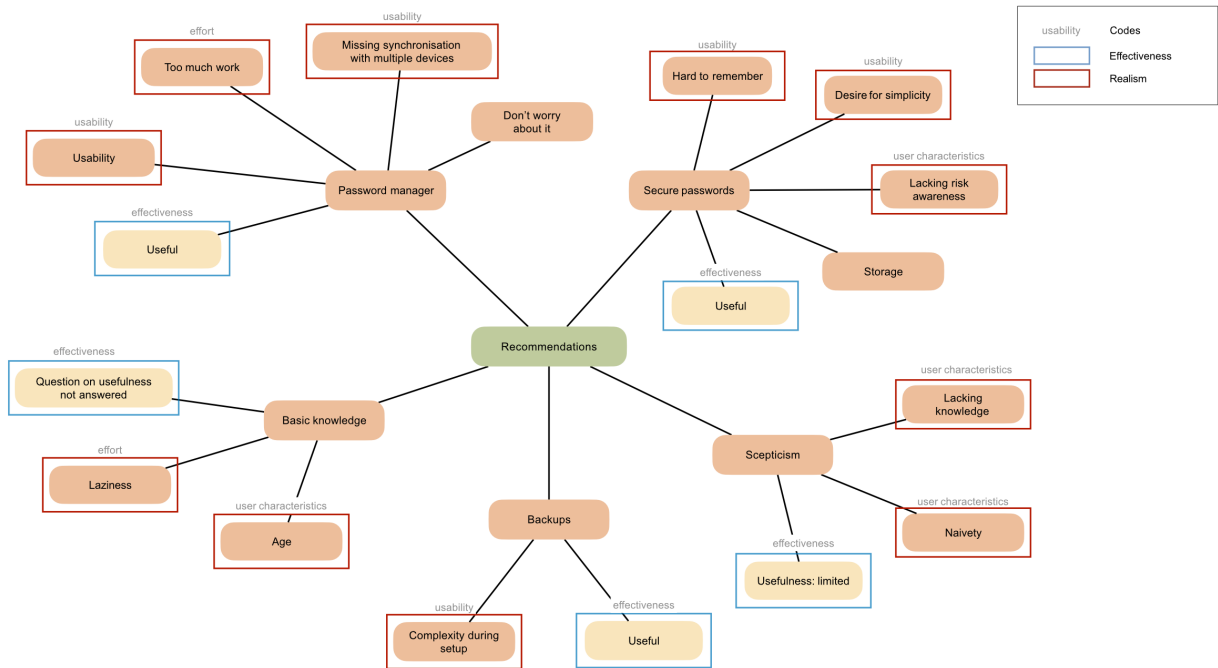 usability
effort
Missing synchronisation
with multiple devices
Too much work
usability
Hard to remember
usability
Desire for simplicity
usability
Codes
Effectiveness
Realism
Don't worry
about it
usability
Usability
Password manager
Secure passwords
user characteristics
Lacking risk
awareness
effectiveness
Useful
effectiveness
Useful
Storage
Recommendations
effectiveness
Question on usefulness
not answered
Basic knowledge
effort
Laziness
user characteristics
Age
Backups
usability
Complexity during
setup
effectiveness
Useful
Scepticism
user characteristics
Lacking
knowledge
user characteristics
Naivety
effectiveness
Usefulness: limited